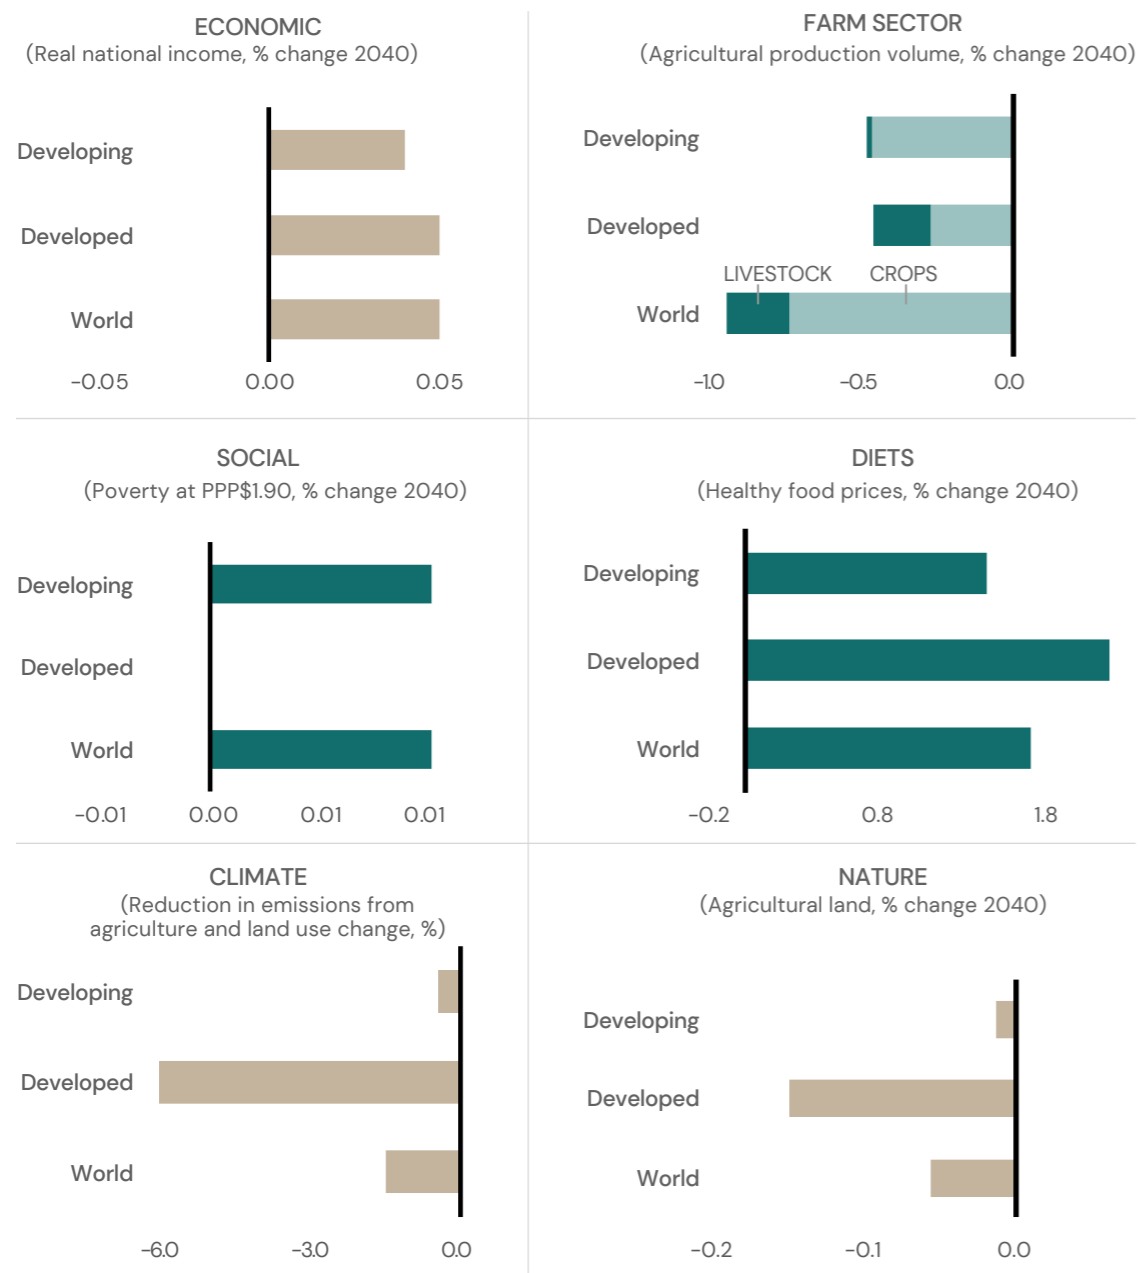 ECONOMIC
(Real national income, % change 2040)
Developing
Developed
World
-0.05 0.00 0.05
FARM SECTOR
(Agricultural production volume, % change 2040)
Developing
Developed
LIVESTOCK CROPS
World
-1.0 -0.5 0.0
SOCIAL
(Poverty at PPP$1.90, % change 2040)
Developing
Developed
World
-0.01 0.00 0.01 0.01
DIETS
(Healthy food prices, % change 2040)
Developing
Developed
World
-0.2 0.8 1.8
CLIMATE
(Reduction in emissions from
agriculture and land use change, %)
Developing
Developed
World
-6.0 -3.0 0.0
NATURE
(Agricultural land, % change 2040)
Developing
Developed
World
-0.2 -0.1 0.0